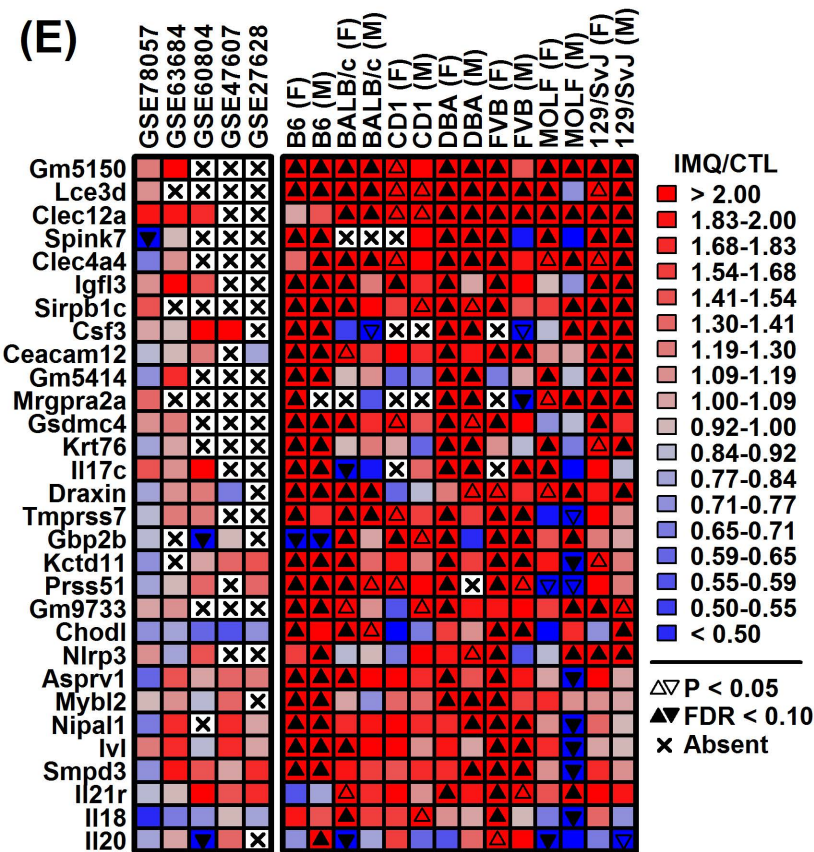 (E)
GSE78057
GSE63684
GSE60804
GSE47607
GSE27628
B6 (F)
B6 (M)
BALB/c (F)
BALB/c (M)
CD1 (F)
CD1 (M)
DBA (F)
DBA (M)
FVB (F)
FVB (M)
MOLF (F)
MOLF (M)
129/SvJ (F)
129/SvJ (M)
Gm5150
Lce3d
Clec12a
Spink7
Clec4a4
Igfl3
Sirpb1c
Csf3
Ceacam12
Gm5414
Mrgpra2a
Gsdmc4
Krt76
Il17c
Draxin
Tmprss7
Gbp2b
Kctd11
Prss51
Gm9733
Chodl
Nlrp3
Asprv1
Mybl2
Nipal1
Ivl
Smpd3
Il21r
Il18
Il20
IMQ/CTL
> 2.00
1.83-2.00
1.68-1.83
1.54-1.68
1.41-1.54
1.30-1.41
1.19-1.30
1.09-1.19
1.00-1.09
0.92-1.00
0.84-0.92
0.77-0.84
0.71-0.77
0.65-0.71
0.59-0.65
0.55-0.59
0.50-0.55
< 0.50
P < 0.05
FDR < 0.10
Absent